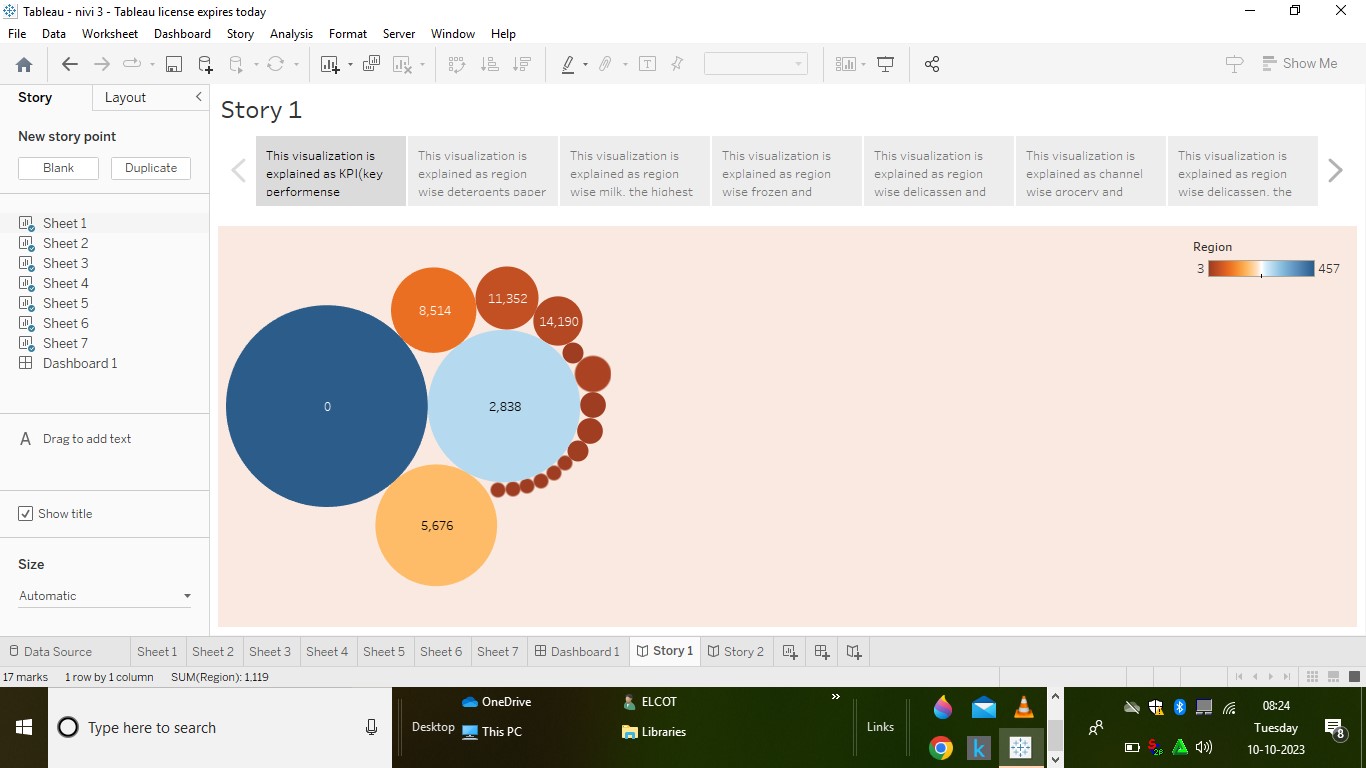 Tableau - nivi 3 - Tableau license expires today
File Data Worksheet Dashboard Story Analysis Format Server Window Help
Show Me
Story Layout
New story point
Blank Duplicate
Sheet 1
Sheet 2
Sheet 3
Sheet 4
Sheet 5
Sheet 6
Sheet 7
Dashboard 1
A Drag to add text
Show title
Size
Automatic
Story 1
This visualization is
explained as KPI(key
performense
This visualization is
explained as region
wise detergents paper
This visualization is
explained as region
wise milk, the highest
This visualization is
explained as region
wise frozen and
This visualization is
explained as region
wise delicassen and
This visualization is
explained as channel
wise grocery and
This visualization is
explained as region
wise delicassen, the
Region
3 457
8,514
11,352
14,190
0
2,838
5,676
Data Source Sheet 1 Sheet 2 Sheet 3 Sheet 4 Sheet 5 Sheet 6 Sheet 7 Dashboard 1 Story 1 Story 2
17 marks 1 row by 1 column SUM(Region): 1,119
Type here to search
Desktop
OneDrive
This PC
ELCOT
Libraries
Links
08:24
Tuesday
10-10-2023
8